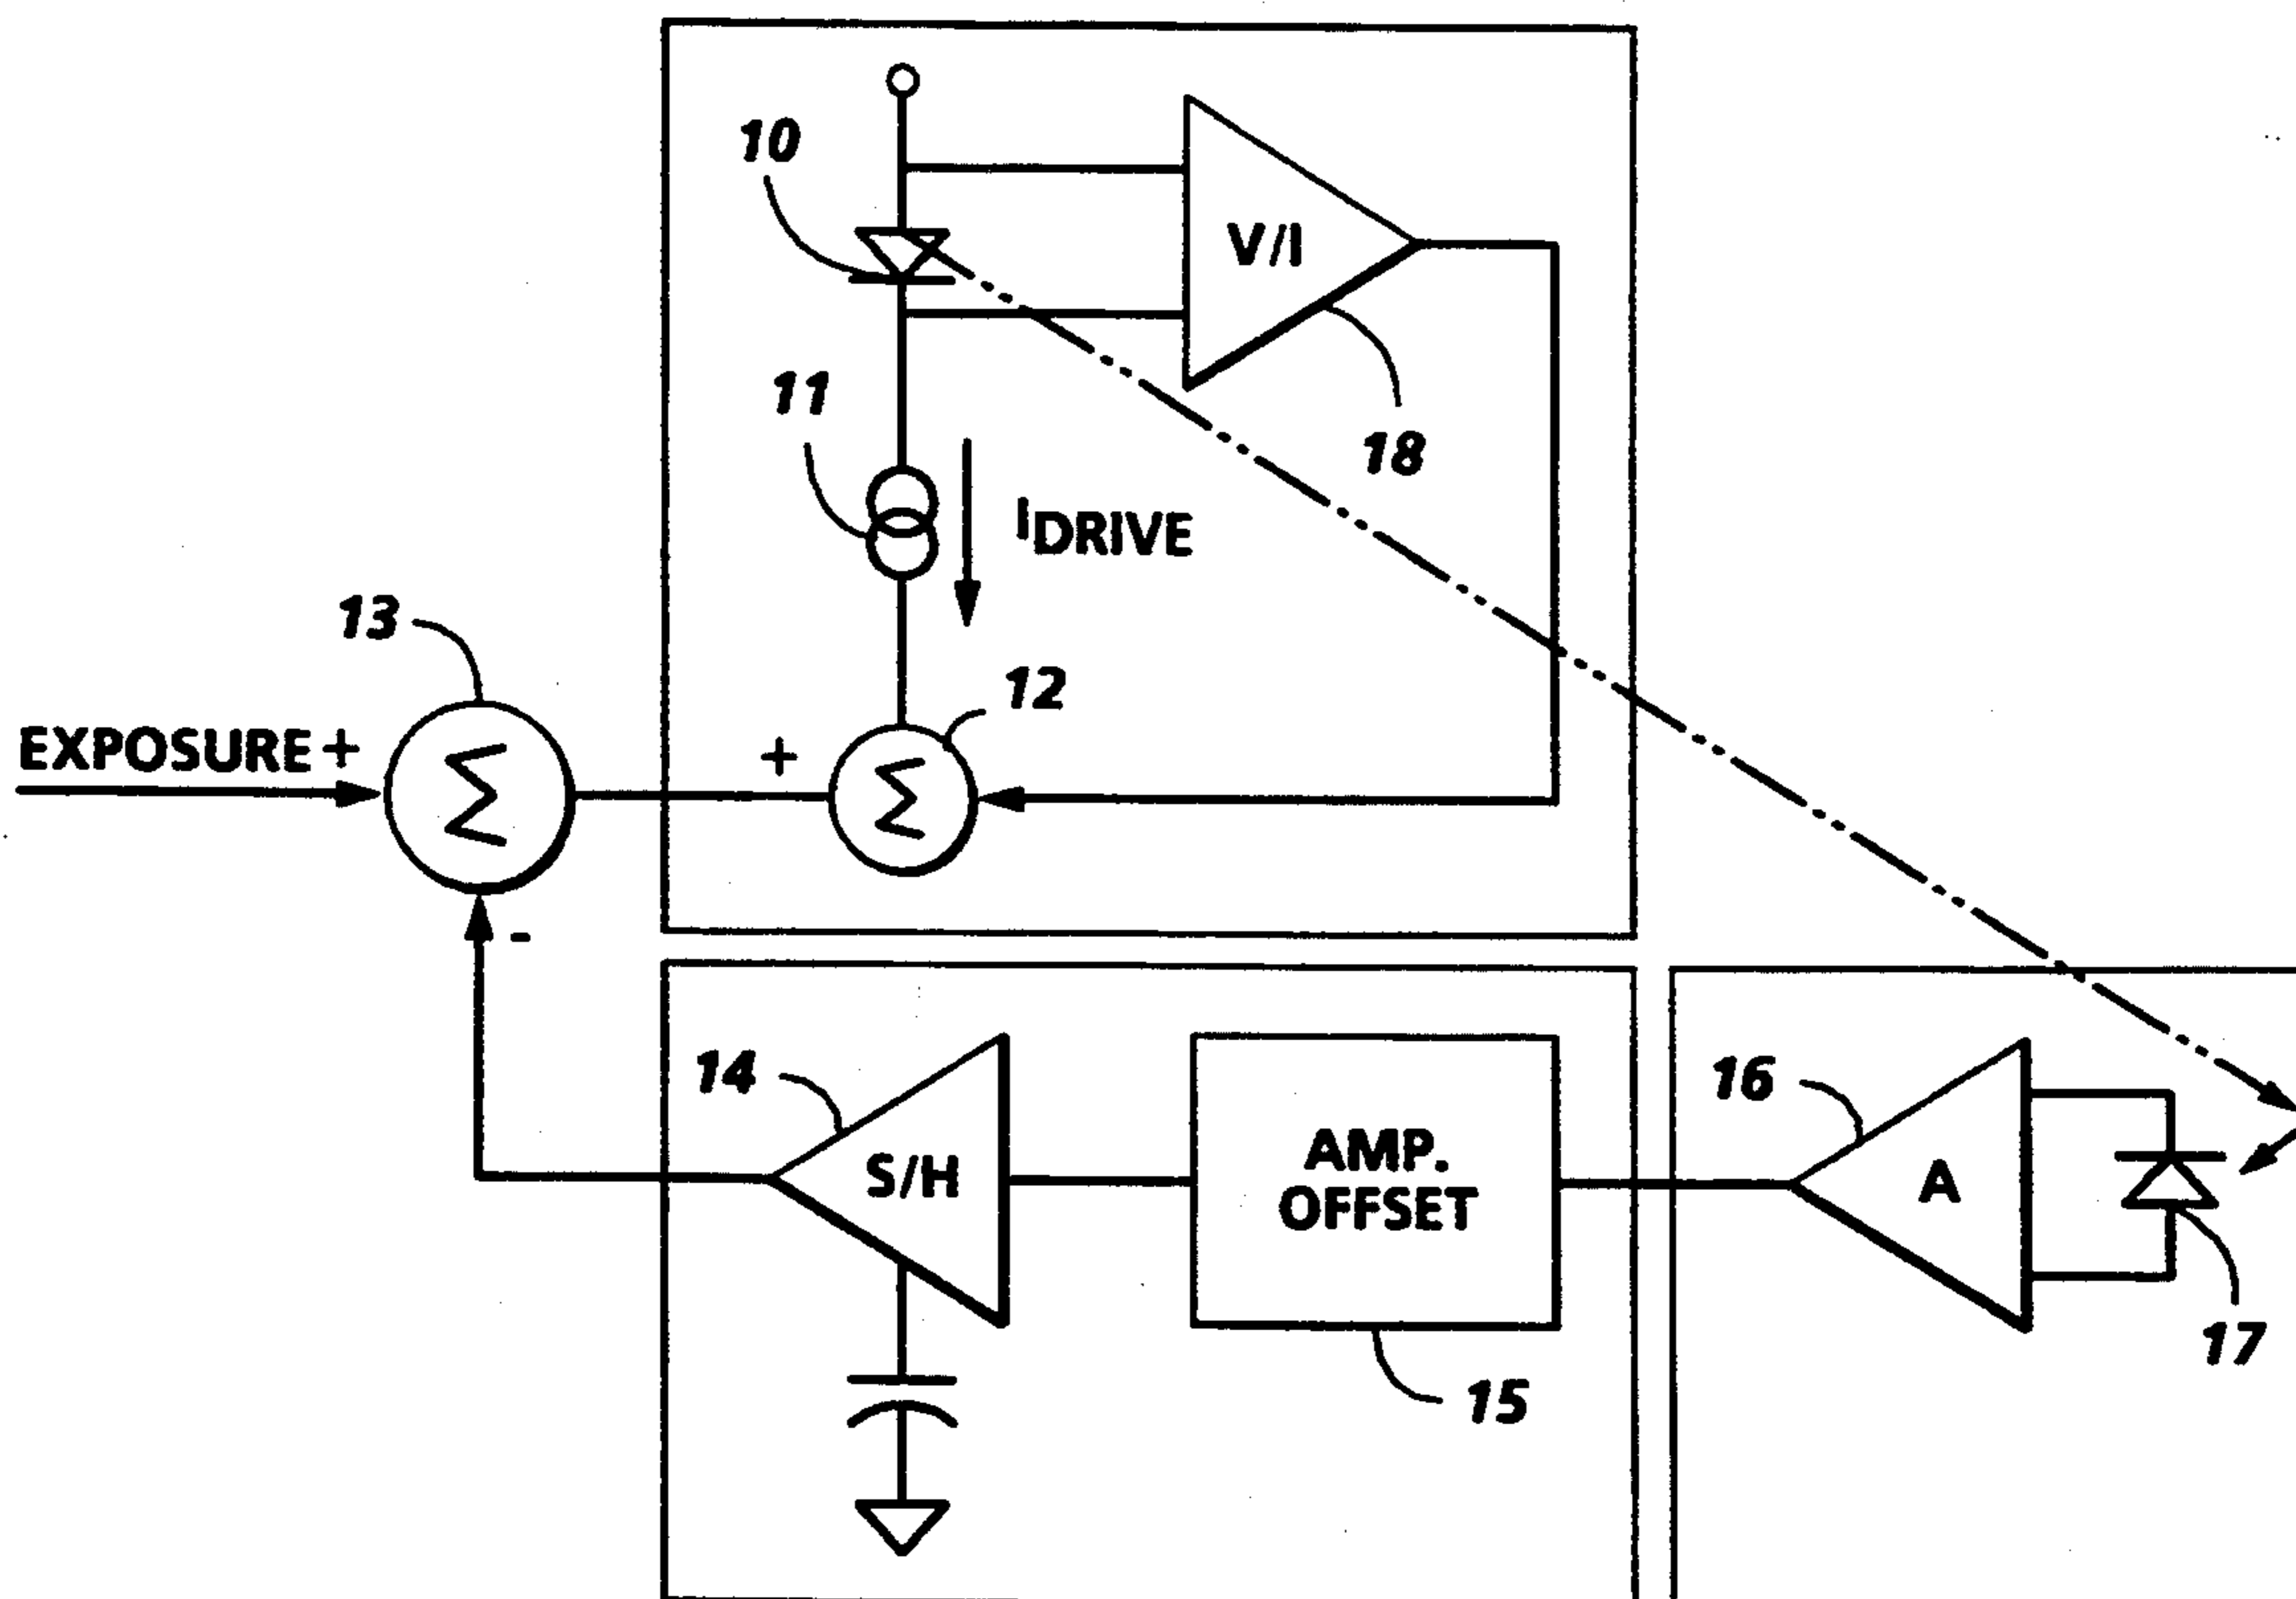 10
V/I
11
18
IDRIVE
13
12
EXPOSURE +
+
Σ
Σ
-
14
16
S/H
AMP.
OFFSET
A
17
15